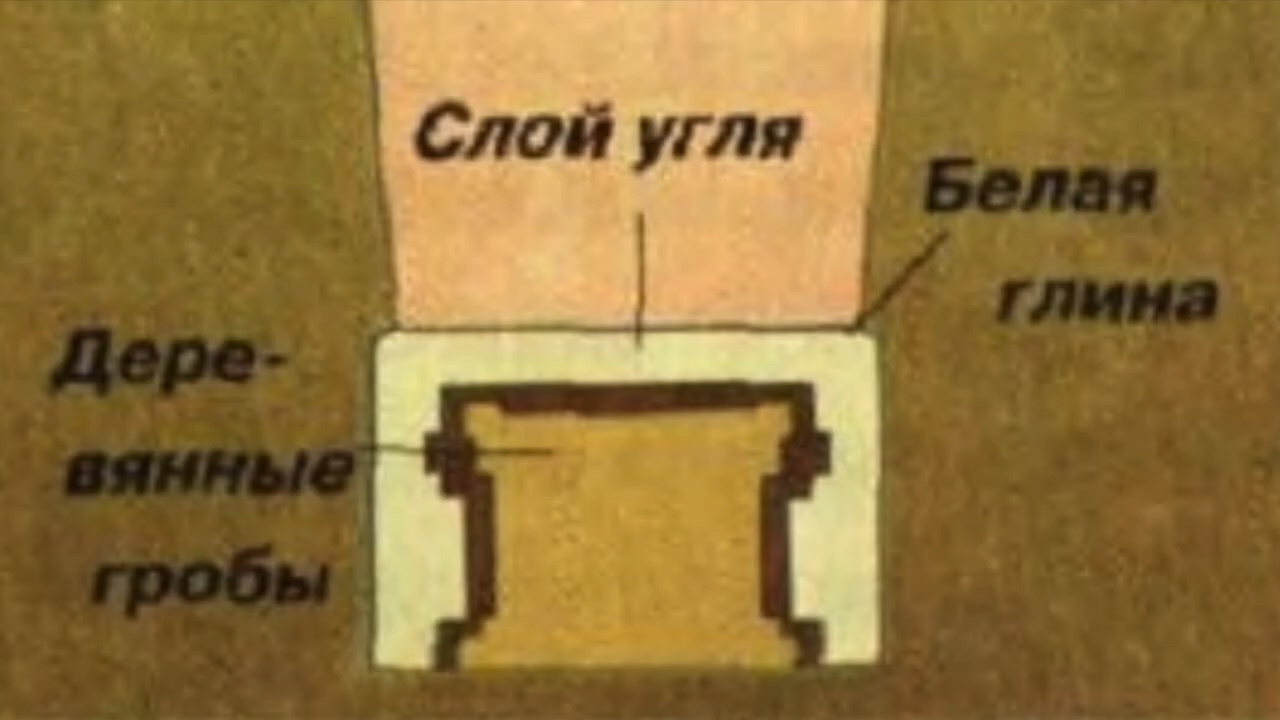 Слой угля
Белая
глина
Дере-
вянные
гробы